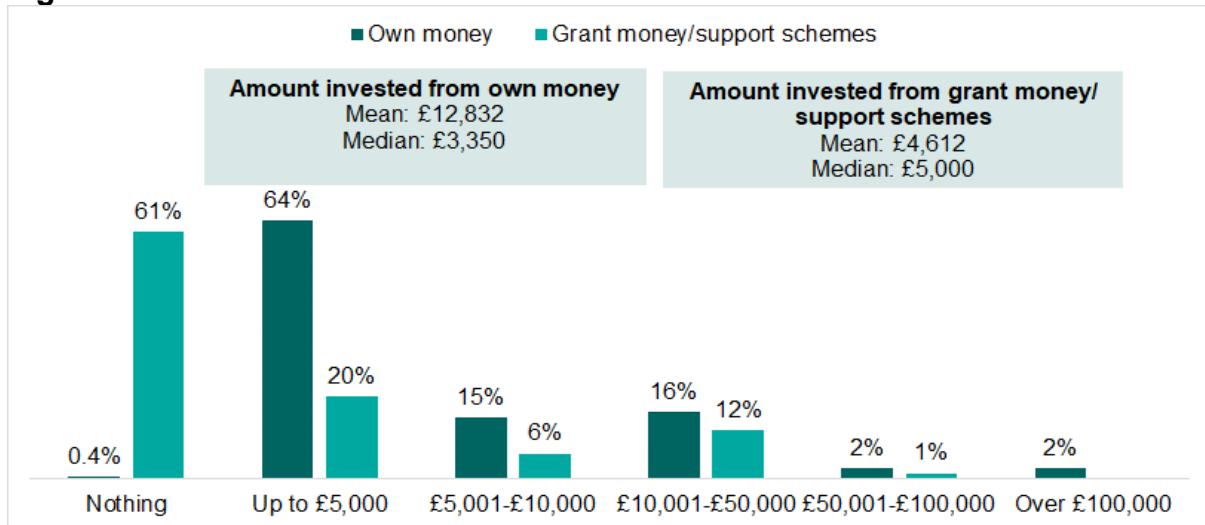 Own money
Grant money/support schemes
Amount invested from own money
Mean: £12,832
Median: £3,350
Amount invested from grant money/
support schemes
Mean: £4,612
Median: £5,000
0.4%
61%
64%
20%
15%
6%
16%
12%
2%
1%
2%
Nothing
Up to £5,000
£5,001-£10,000
£10,001-£50,000
£50,001-£100,000
Over £100,000